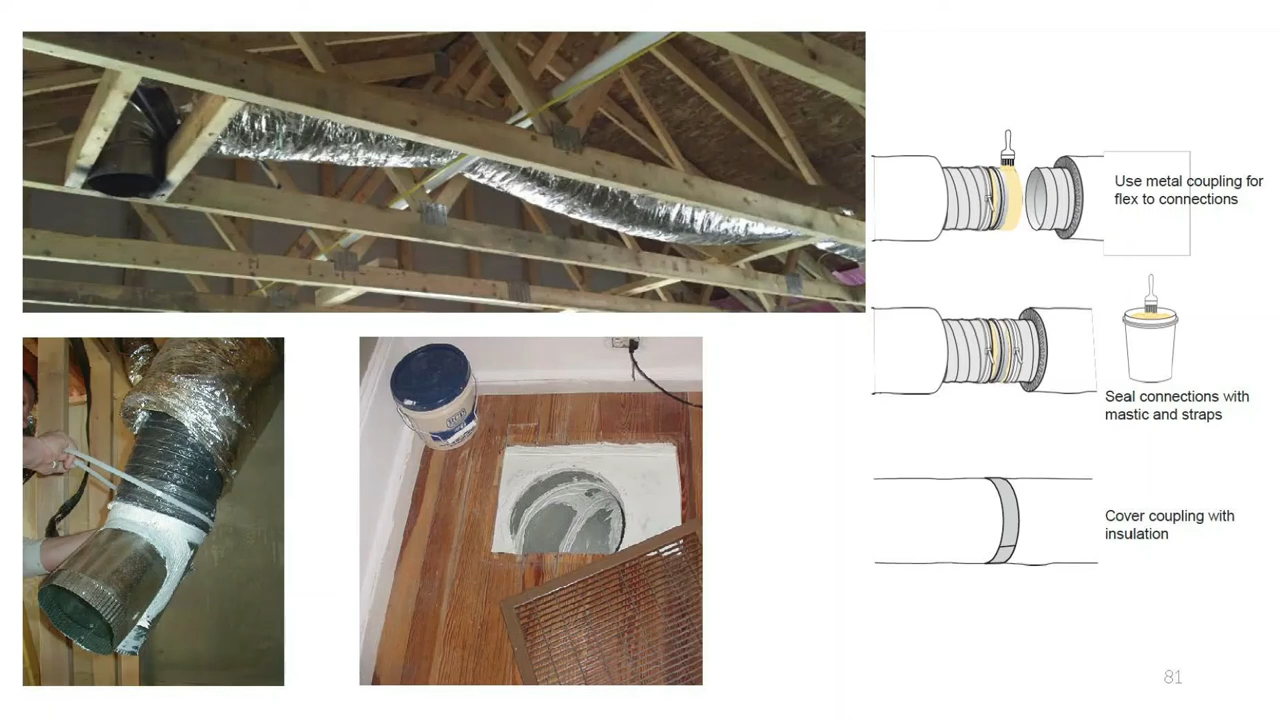 Use metal coupling for
flex to connections
Seal connections with
mastic and straps
Cover coupling with
insulation
81